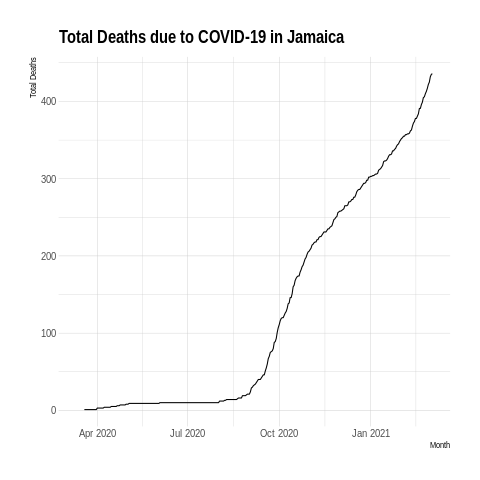 Total Deaths due to COVID-19 in Jamaica
Total Deaths
400
300
200
100
0
Apr 2020 Jul 2020 Oct 2020 Jan 2021
Month